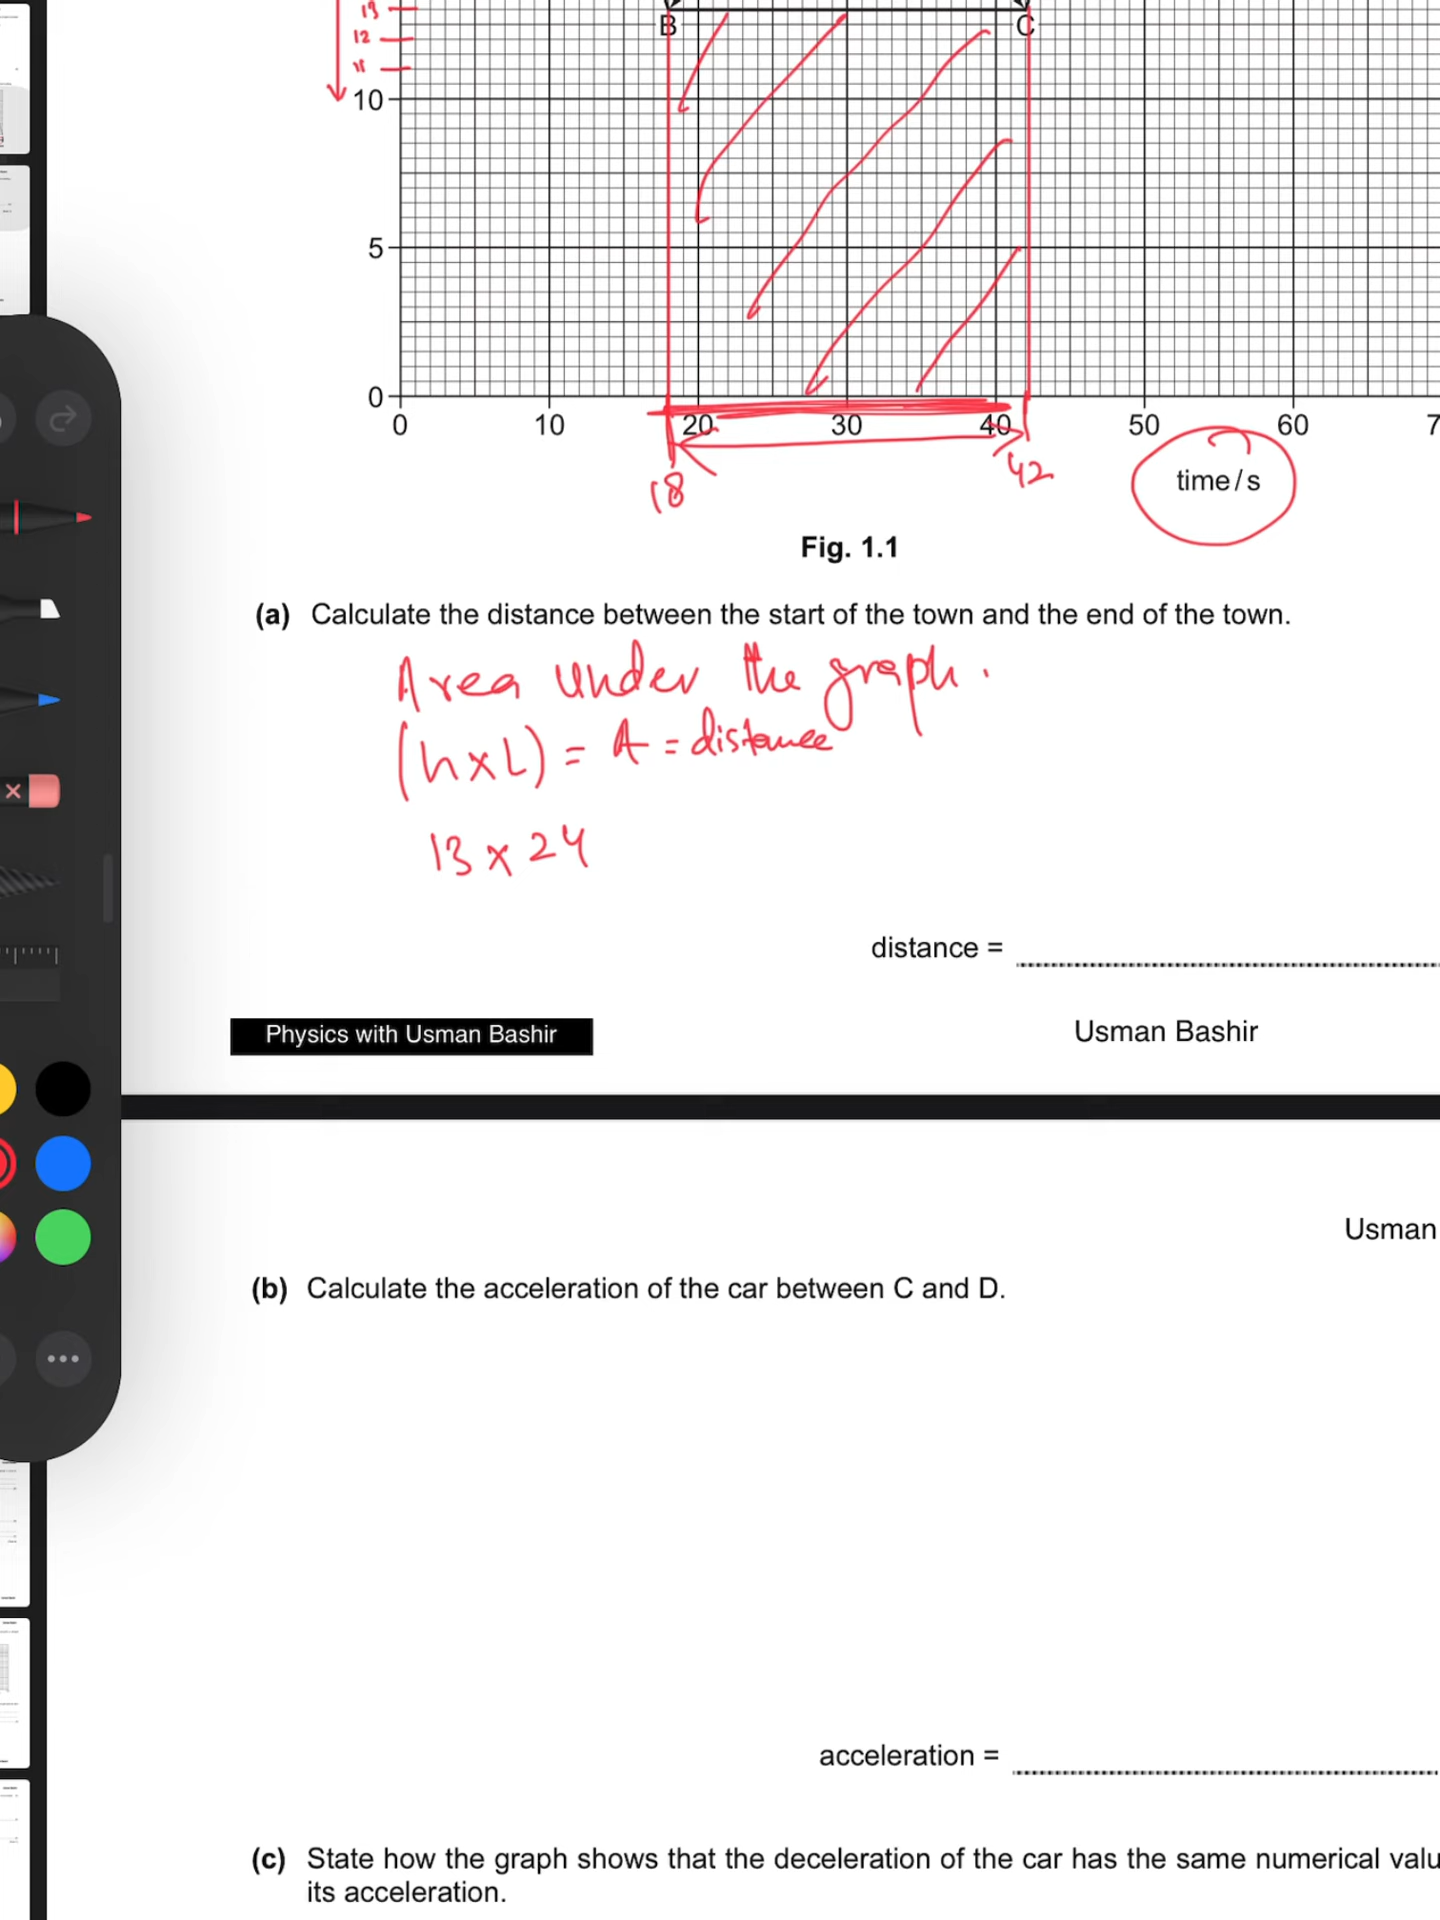 13
B
C
12
11
10
5
0
0 10 20 30 40 50 60 7
18
42
time/s
Fig. 1.1
(a) Calculate the distance between the start of the town and the end of the town.
Area under the graph.
(h×L) = A = distance
13 × 24
distance =
Physics with Usman Bashir
Usman Bashir
Usman
(b) Calculate the acceleration of the car between C and D.
acceleration =
(c) State how the graph shows that the deceleration of the car has the same numerical valu
its acceleration.